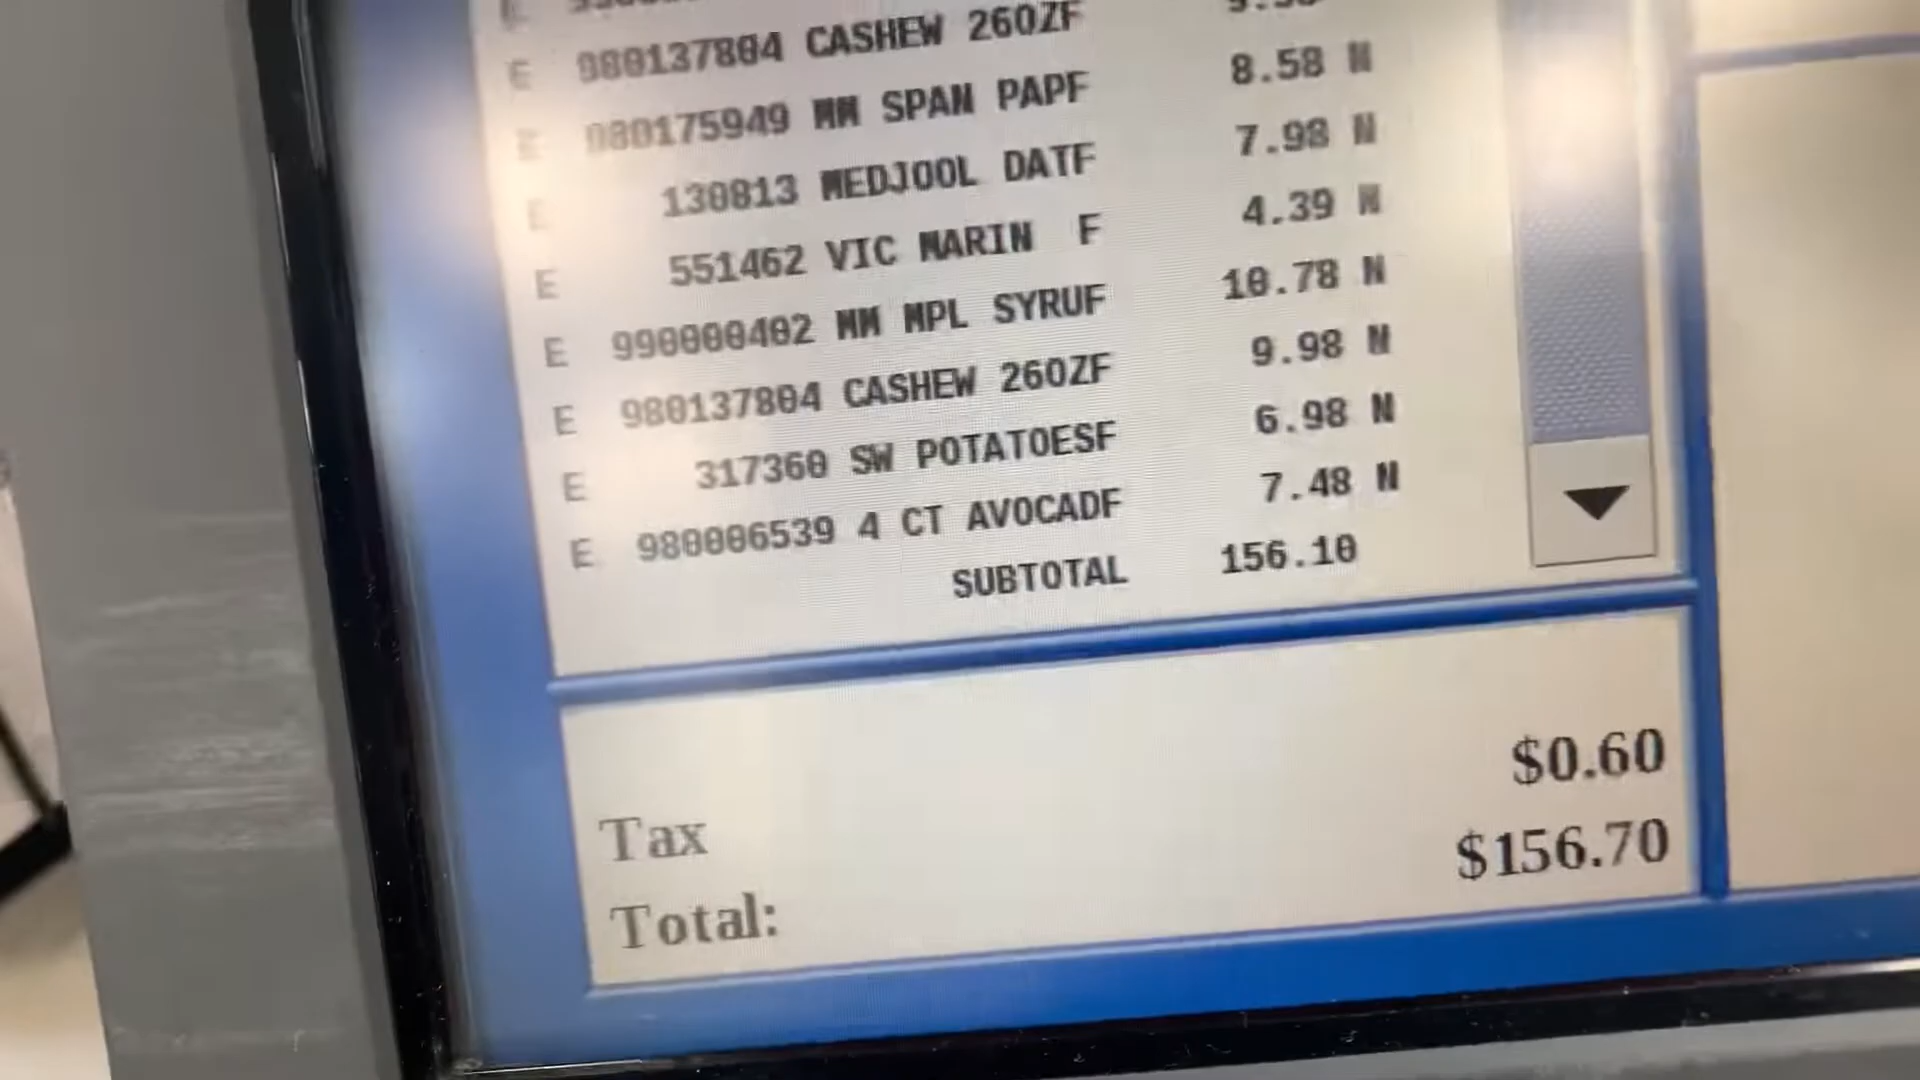 E 980137804 CASHEW 26OZF
E 980175949 MM SPAN PAPF 8.58 N
E 130813 MEDJOOL DATF 7.98 N
E 551462 VIC MARIN F 4.39 N
E 990000402 MM MPL SYRUF 10.78 N
E 980137804 CASHEW 26OZF 9.98 N
E 317360 SW POTATOESF 6.98 N
E 980006539 4 CT AVOCADF 7.48 N
SUBTOTAL 156.10
Tax $0.60
Total: $156.70